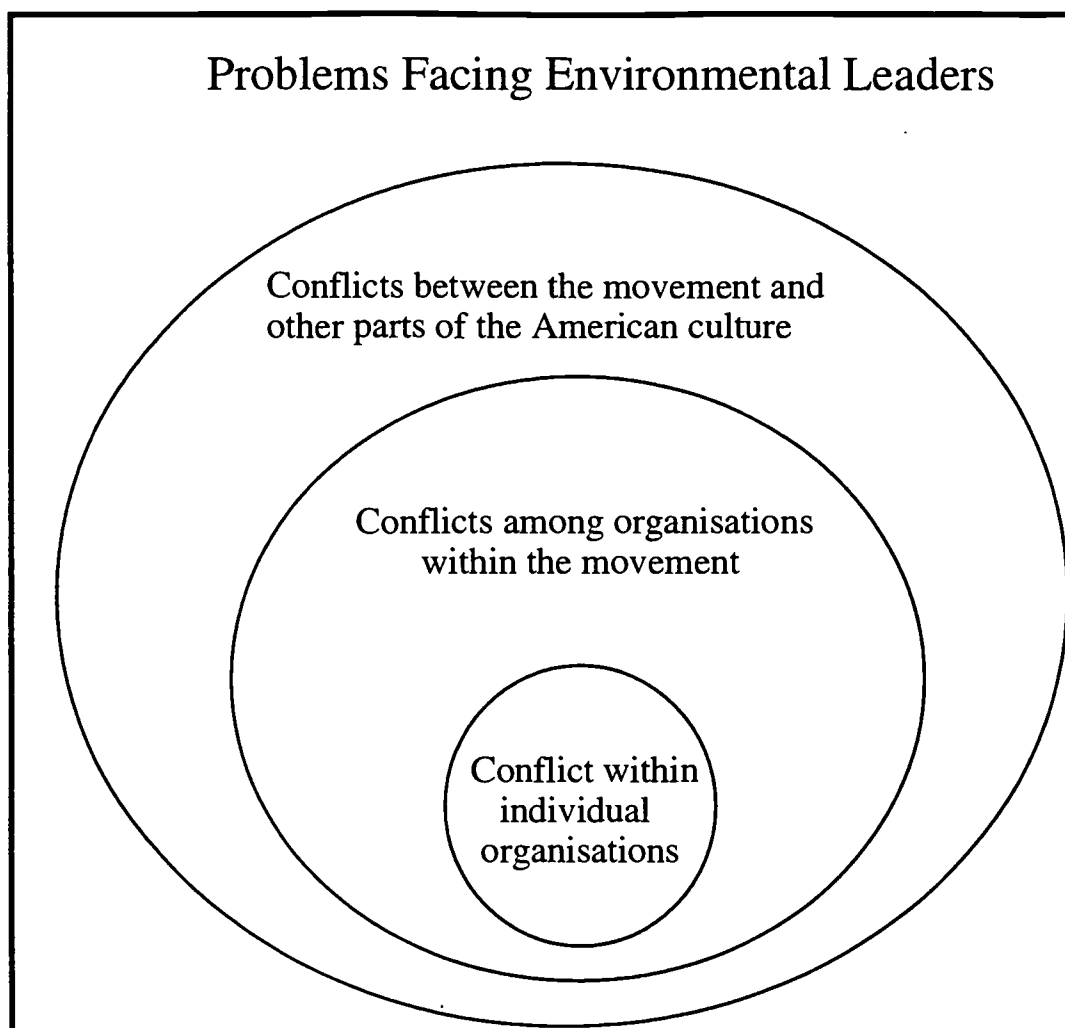 Problems Facing Environmental Leaders
Conflicts between the movement and
other parts of the American culture
Conflicts among organisations
within the movement
Conflict within
individual
organisations